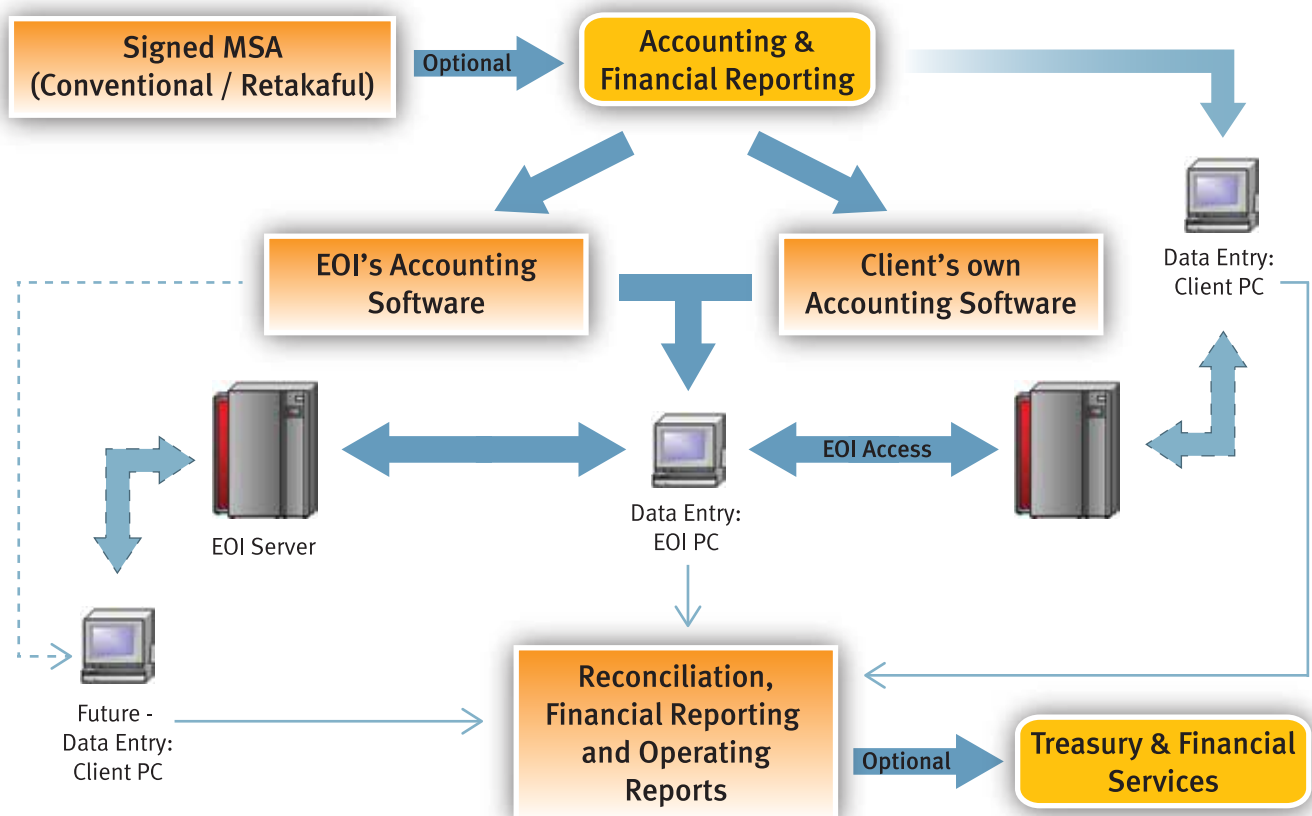 Signed MSA
(Conventional / Retakaful)
Optional
Accounting &
Financial Reporting
EOI's Accounting
Software
Client's own
Accounting Software
Data Entry:
Client PC
EOI Server
Data Entry:
EOI PC
EOI Access
Future -
Data Entry:
Client PC
Reconciliation,
Financial Reporting
and Operating
Reports
Optional
Treasury & Financial
Services